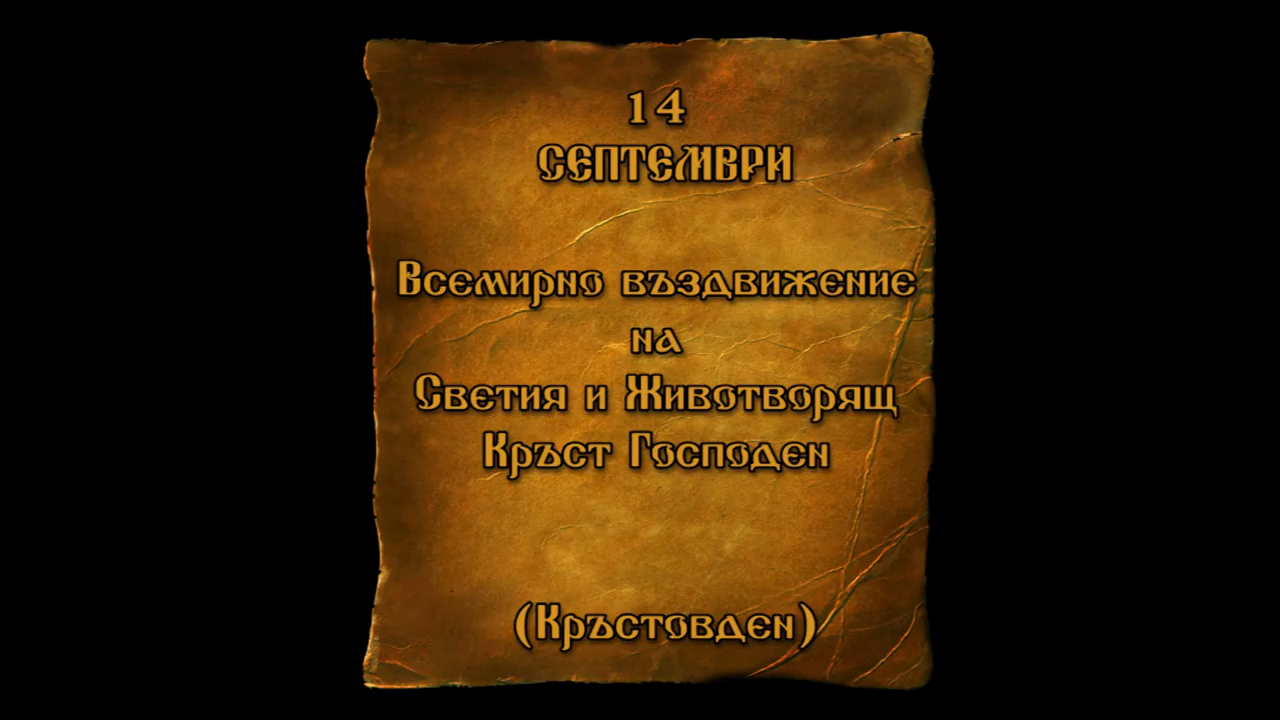 14
СЕПТЕМВРИ
Всемирно въздвижение
на
Светия и Животворящ
Кръст Господен
(Кръстовден)